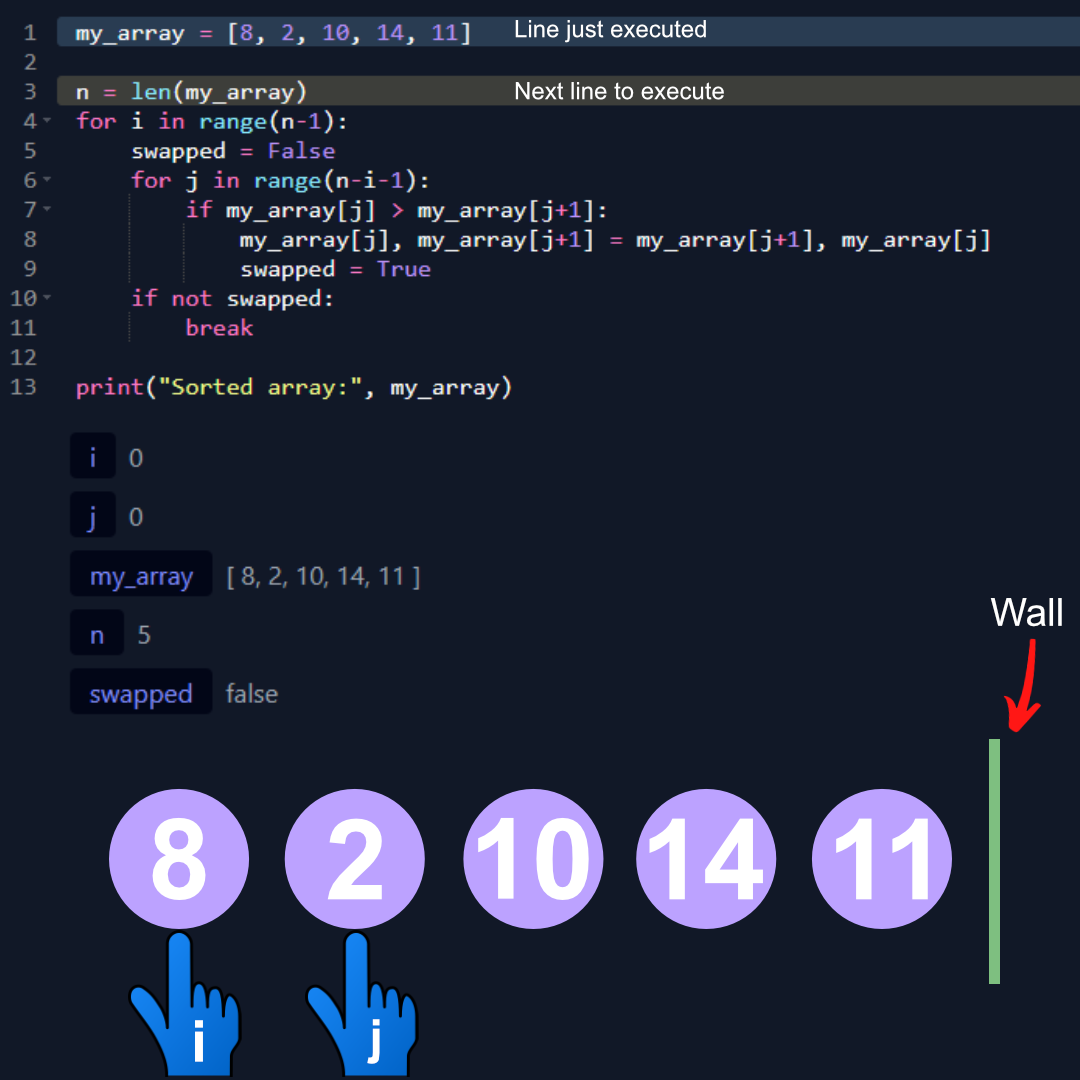 1 my_array = [8, 2, 10, 14, 11] Line just executed
2
3 n = len(my_array) Next line to execute
4 for i in range(n-1):
5     swapped = False
6     for j in range(n-i-1):
7         if my_array[j] > my_array[j+1]:
8             my_array[j], my_array[j+1] = my_array[j+1], my_array[j]
9             swapped = True
10     if not swapped:
11         break
12
13 print("Sorted array:", my_array)
i 0
j 0
my_array [ 8, 2, 10, 14, 11 ]
n 5
swapped false
Wall
8 2 10 14 11
i j